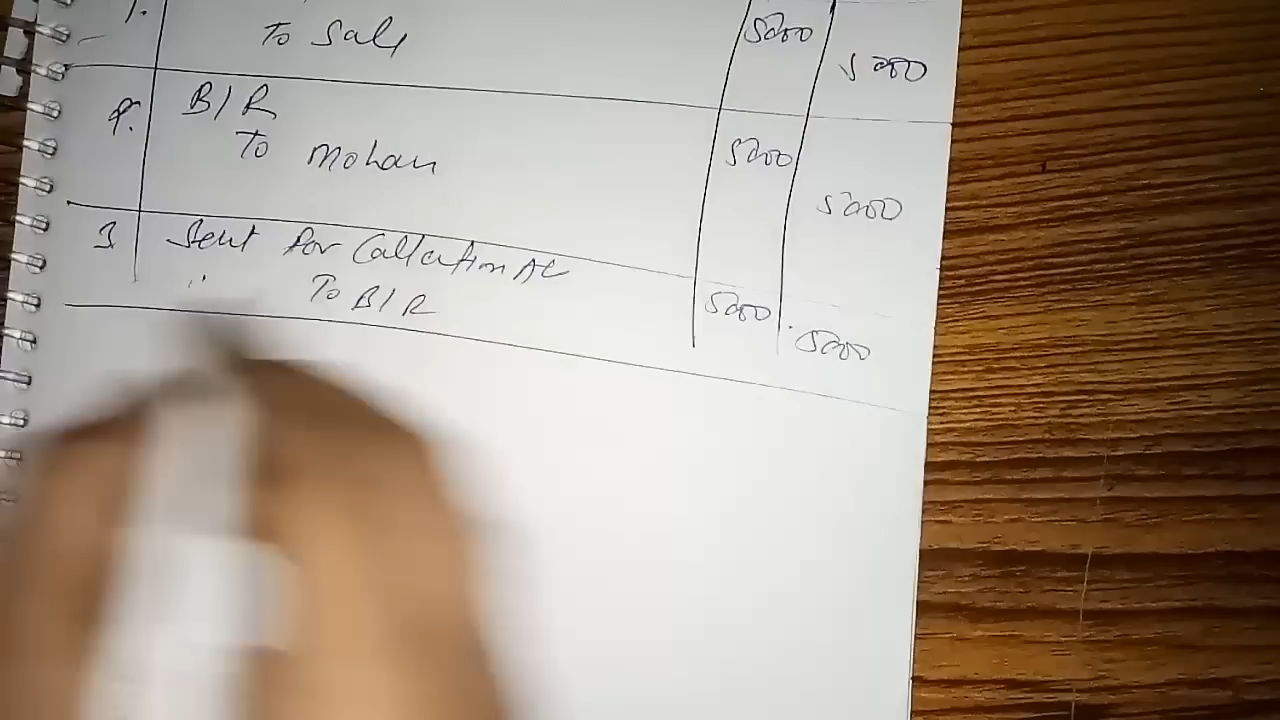 1.
To Sale 5000
5000
2. B/R
To Mohan 5000
5000
3 Sent for Collection A/C
To B/R 5000
5000